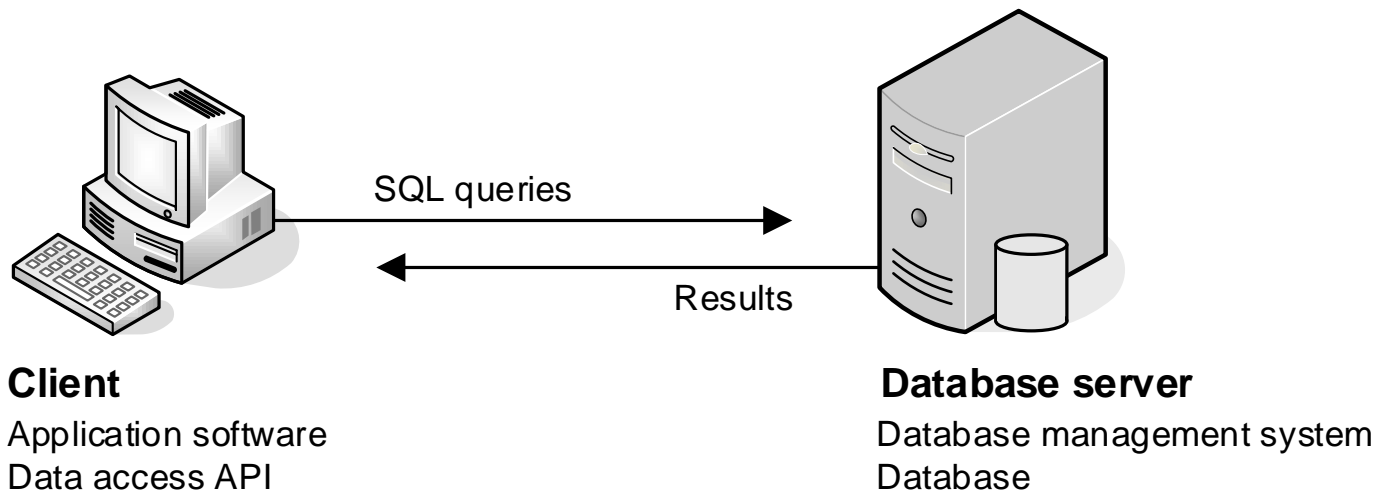 SQL queries
Results
Client
Application software
Data access API
Database server
Database management system
Database